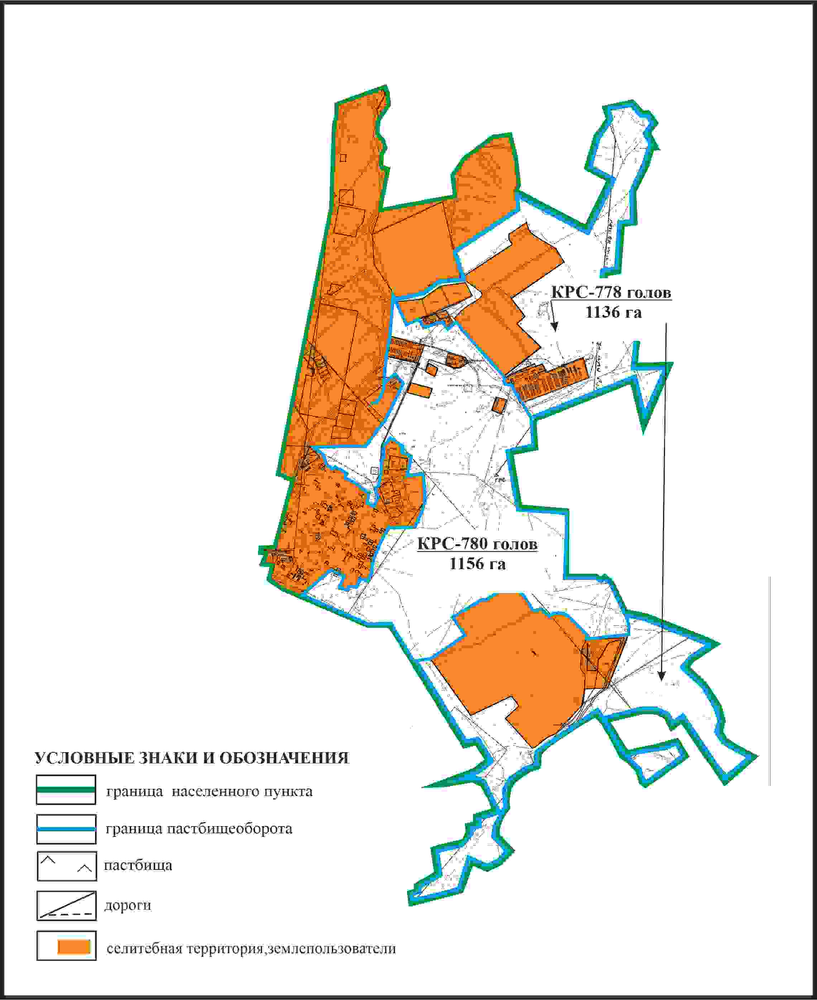 КРС-778 голов
1136 га
грс
КРС-780 голов
1156 га
УСЛОВНЫЕ ЗНАКИ И ОБОЗНАЧЕНИЯ
граница населенного пункта
граница пастбищеоборота
пастбища
дороги
селитебная территория,землепользователи